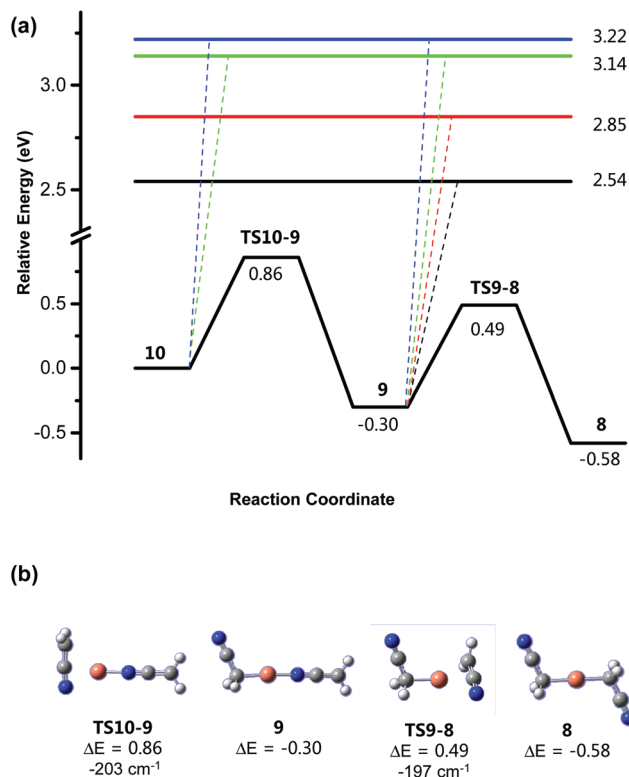 (a)
3.22
3.14
3.0
2.85
2.5
2.54
Relative Energy (eV)
TS10-9
0.86
TS9-8
0.5
0.49
10
0.0
9
-0.30
8
-0.5
-0.58
Reaction Coordinate
(b)
TS10-9
ΔE = 0.86
-203 cm⁻¹
9
ΔE = -0.30
TS9-8
ΔE = 0.49
-197 cm⁻¹
8
ΔE = -0.58